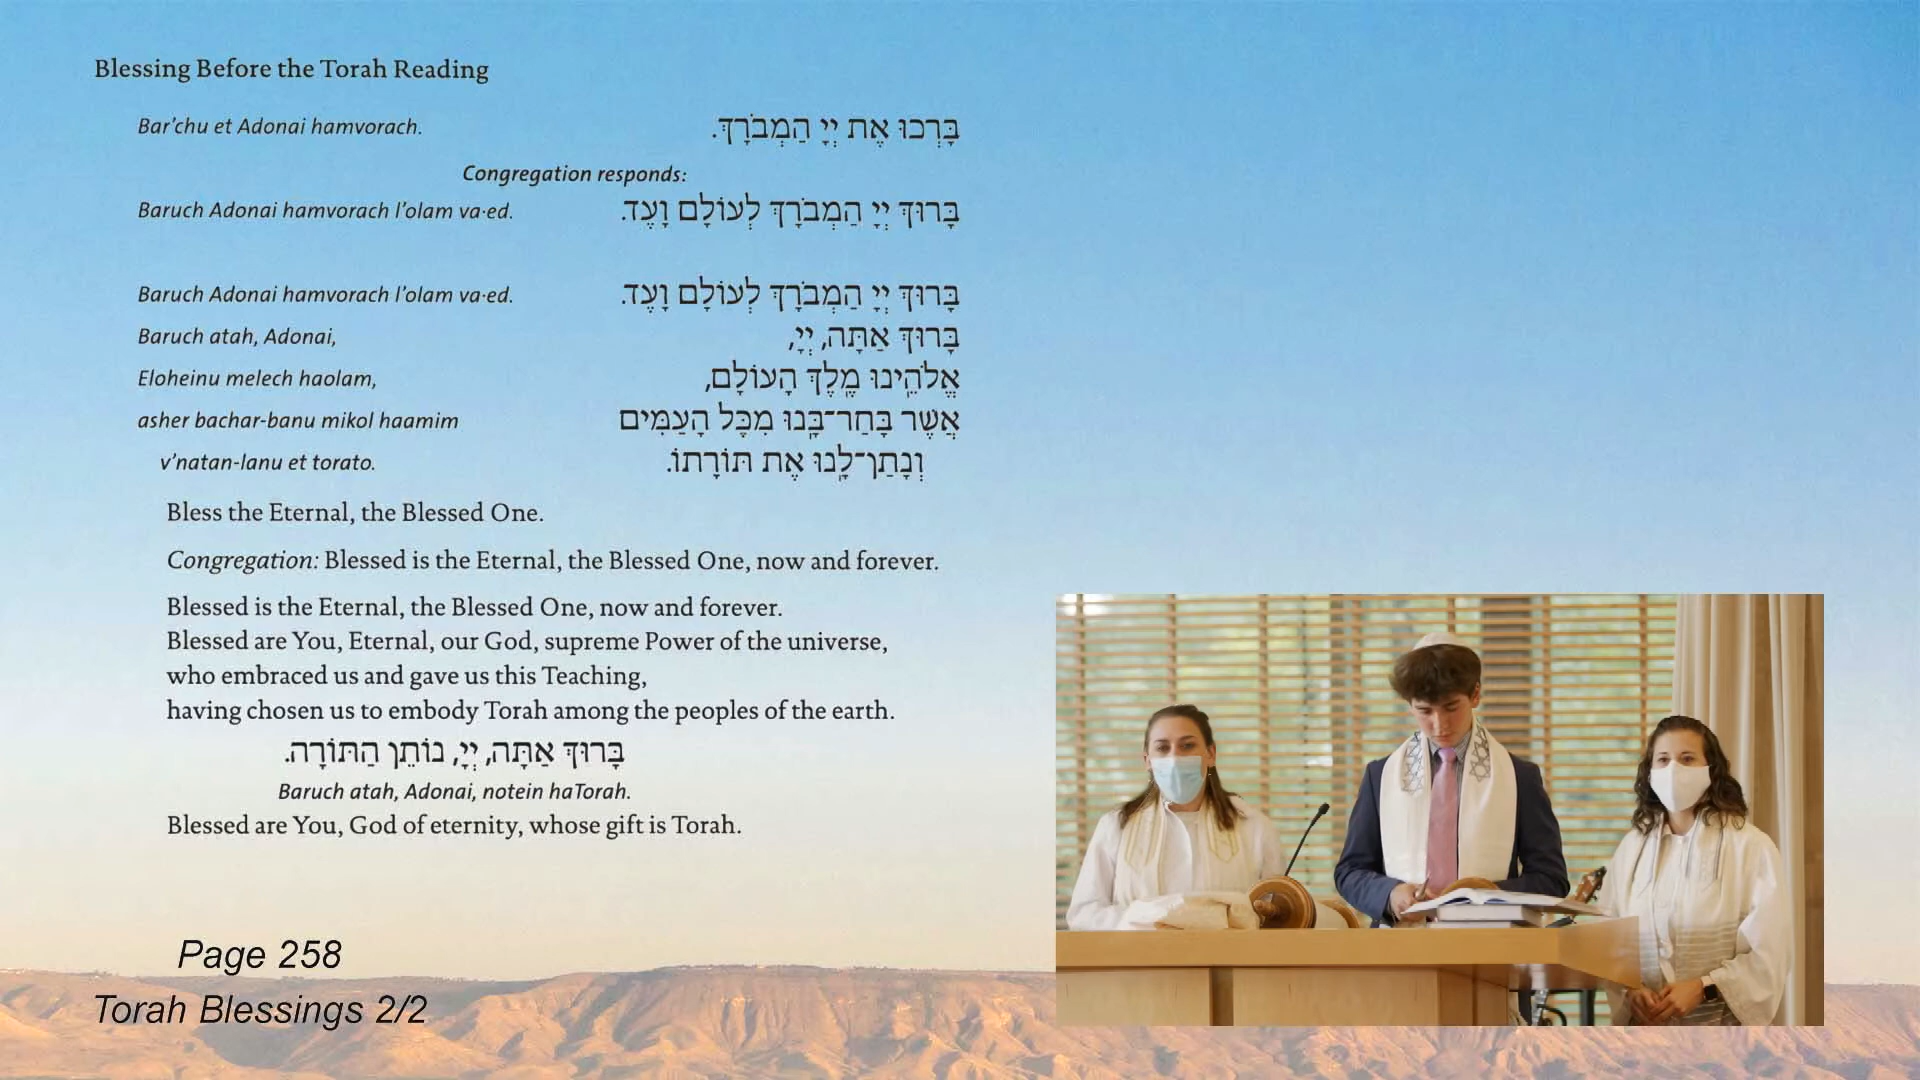 Blessing Before the Torah Reading
Bar’chu et Adonai hamvorach. בָּרְכוּ אֶת יְיָ הַמְבֹרָךְ.
Congregation responds:
Baruch Adonai hamvorach l’olam va·ed. בָּרוּךְ יְיָ הַמְבֹרָךְ לְעוֹלָם וָעֶד.
Baruch Adonai hamvorach l’olam va·ed. בָּרוּךְ יְיָ הַמְבֹרָךְ לְעוֹלָם וָעֶד.
Baruch atah, Adonai, בָּרוּךְ אַתָּה, יְיָ,
Eloheinu melech haolam, אֱלֹהֵֽינוּ מֶֽלֶךְ הָעוֹלָם,
asher bachar-banu mikol haamim אֲשֶׁר בָּחַר־בָּֽנוּ מִכׇּל הָעַמִּים
v’natan-lanu et torato. וְנָתַן־לָֽנוּ אֶת תּוֹרָתוֹ.
Bless the Eternal, the Blessed One.
Congregation: Blessed is the Eternal, the Blessed One, now and forever.
Blessed is the Eternal, the Blessed One, now and forever.
Blessed are You, Eternal, our God, supreme Power of the universe,
who embraced us and gave us this Teaching,
having chosen us to embody Torah among the peoples of the earth.
בָּרוּךְ אַתָּה, יְיָ, נוֹתֵן הַתּוֹרָה.
Baruch atah, Adonai, notein haTorah.
Blessed are You, God of eternity, whose gift is Torah.
Page 258
Torah Blessings 2/2